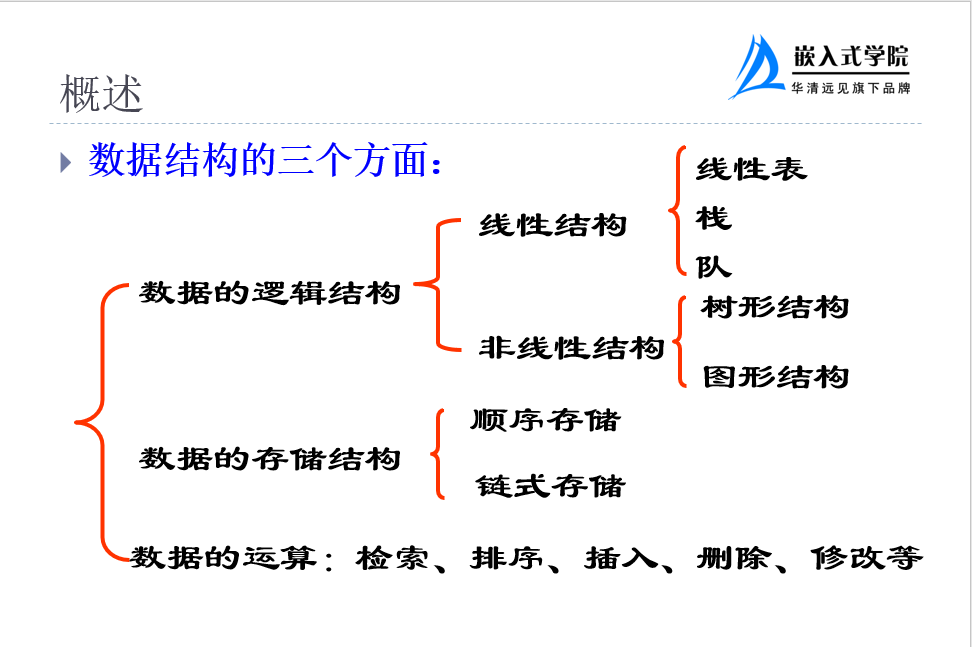 嵌入式学院
华清远见旗下品牌
概述
数据结构的三个方面：
线性表
线性结构
栈
队
数据的逻辑结构
树形结构
非线性结构
图形结构
顺序存储
数据的存储结构
链式存储
数据的运算：检索、排序、插入、删除、修改等